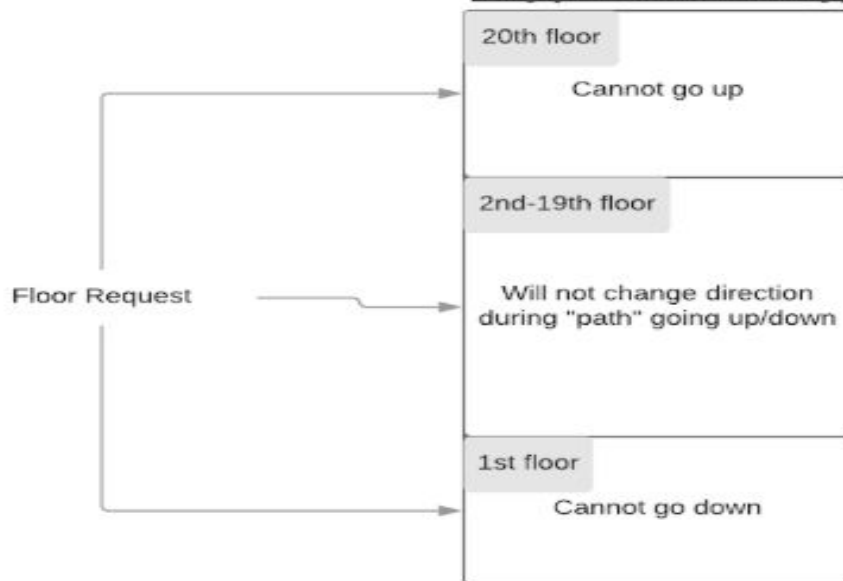 20th floor
Cannot go up
2nd-19th floor
Floor Request
Will not change direction
during "path" going up/down
1st floor
Cannot go down